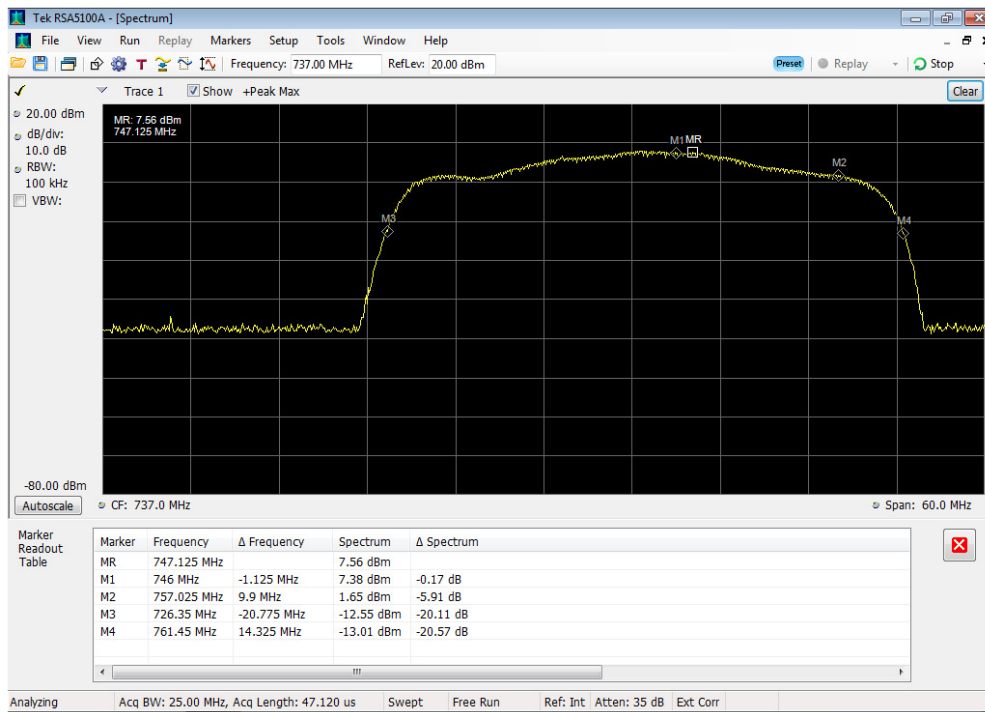 Tek RSA5100A - [Spectrum]
File View Run Replay Markers Setup Tools Window Help
T Frequency: 737.00 MHz RefLev: 20.00 dBm Preset Replay Stop
Trace 1 Show +Peak Max Clear
20.00 dBm
dB/div:
10.0 dB
RBW:
100 kHz
VBW:
-80.00 dBm
Autoscale
MR: 7.56 dBm
747.125 MHz
M1 MR
M2
M3
M4
CF: 737.0 MHz Span: 60.0 MHz
Marker
Readout
Table
Marker Frequency Δ Frequency Spectrum Δ Spectrum
MR 747.125 MHz 7.56 dBm
M1 746 MHz -1.125 MHz 7.38 dBm -0.17 dB
M2 757.025 MHz 9.9 MHz 1.65 dBm -5.91 dB
M3 726.35 MHz -20.775 MHz -12.55 dBm -20.11 dB
M4 761.45 MHz 14.325 MHz -13.01 dBm -20.57 dB
Analyzing Acq BW: 25.00 MHz, Acq Length: 47.120 us Swept Free Run Ref: Int Atten: 35 dB Ext Corr